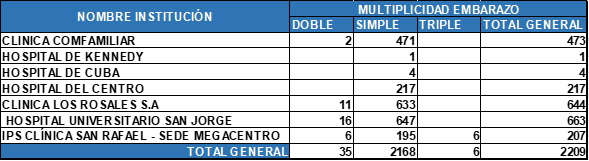 NOMBRE INSTITUCIÓN MULTIPLICIDAD EMBARAZO
DOBLE SIMPLE TRIPLE TOTAL GENERAL
CLINICA COMFAMILIAR 2 471 473
HOSPITAL DE KENNEDY 1 1
HOSPITAL DE CUBA 4 4
HOSPITAL DEL CENTRO 217 217
CLINICA LOS ROSALES S.A 11 633 644
HOSPITAL UNIVERSITARIO SAN JORGE 16 647 663
IPS CLÍNICA SAN RAFAEL - SEDE MEGACENTRO 6 195 6 207
TOTAL GENERAL 35 2168 6 2209